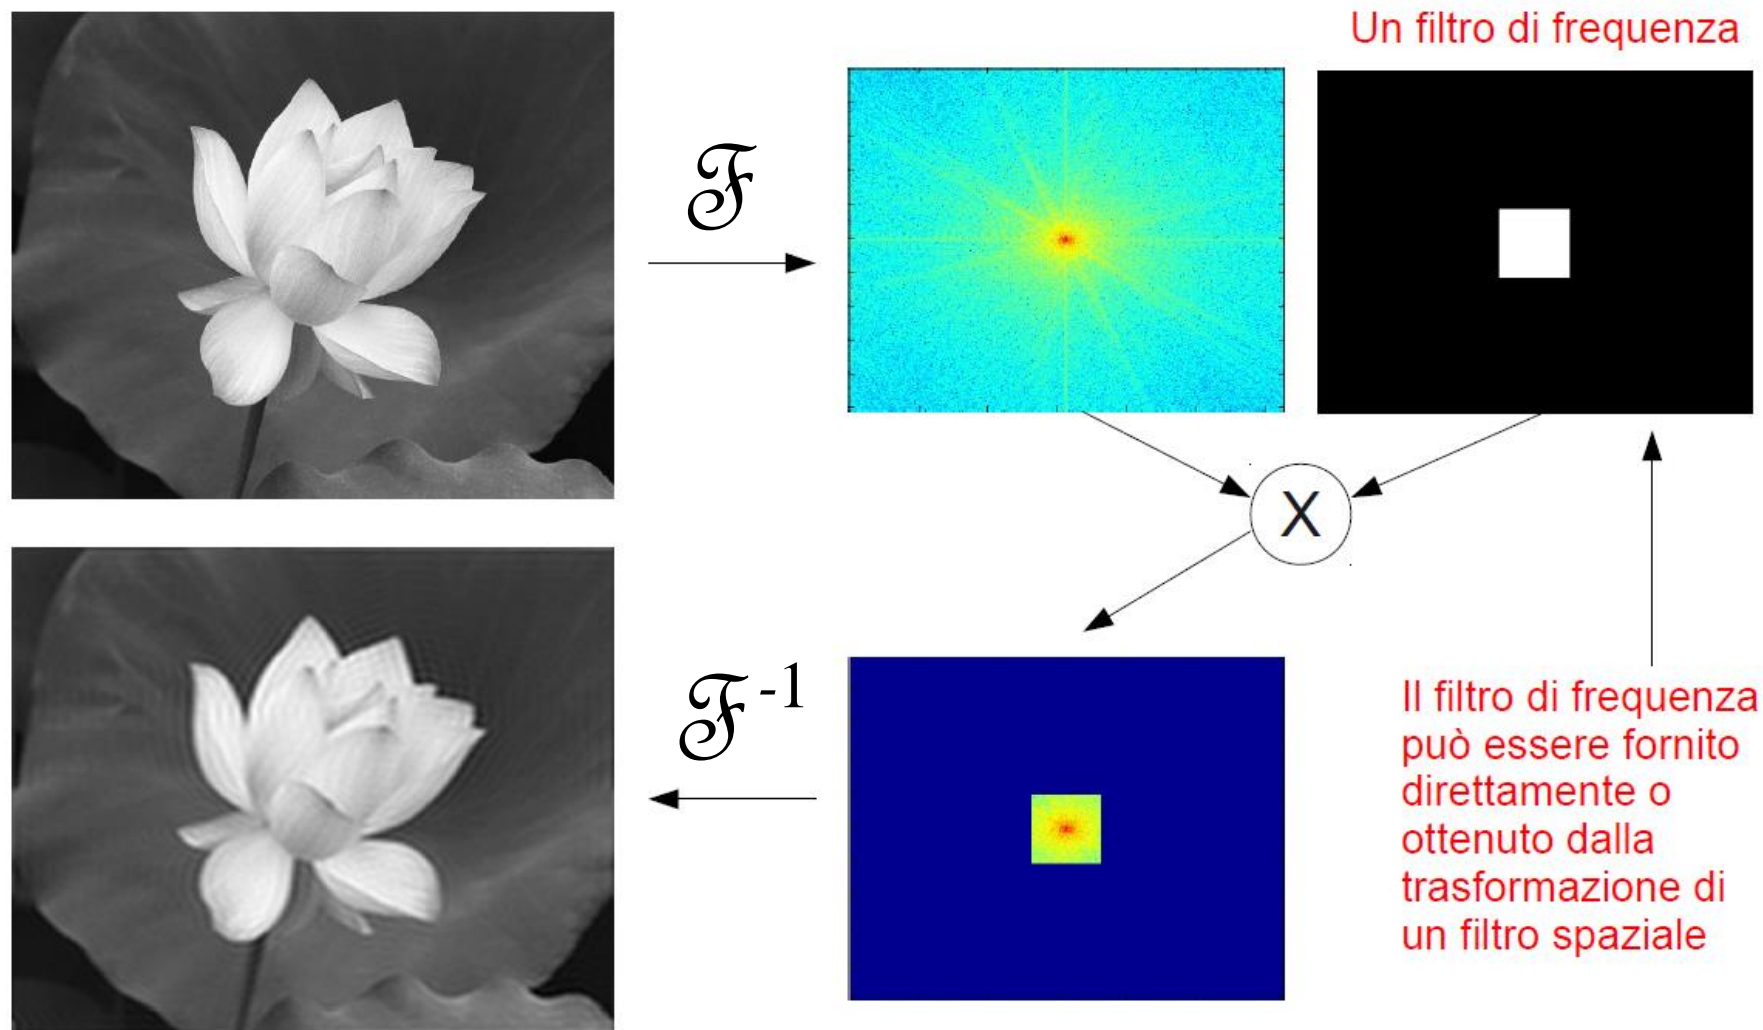 Un filtro di frequenza
ℱ
X
ℱ-1
Il filtro di frequenza
può essere fornito
direttamente o
ottenuto dalla
trasformazione di
un filtro spaziale